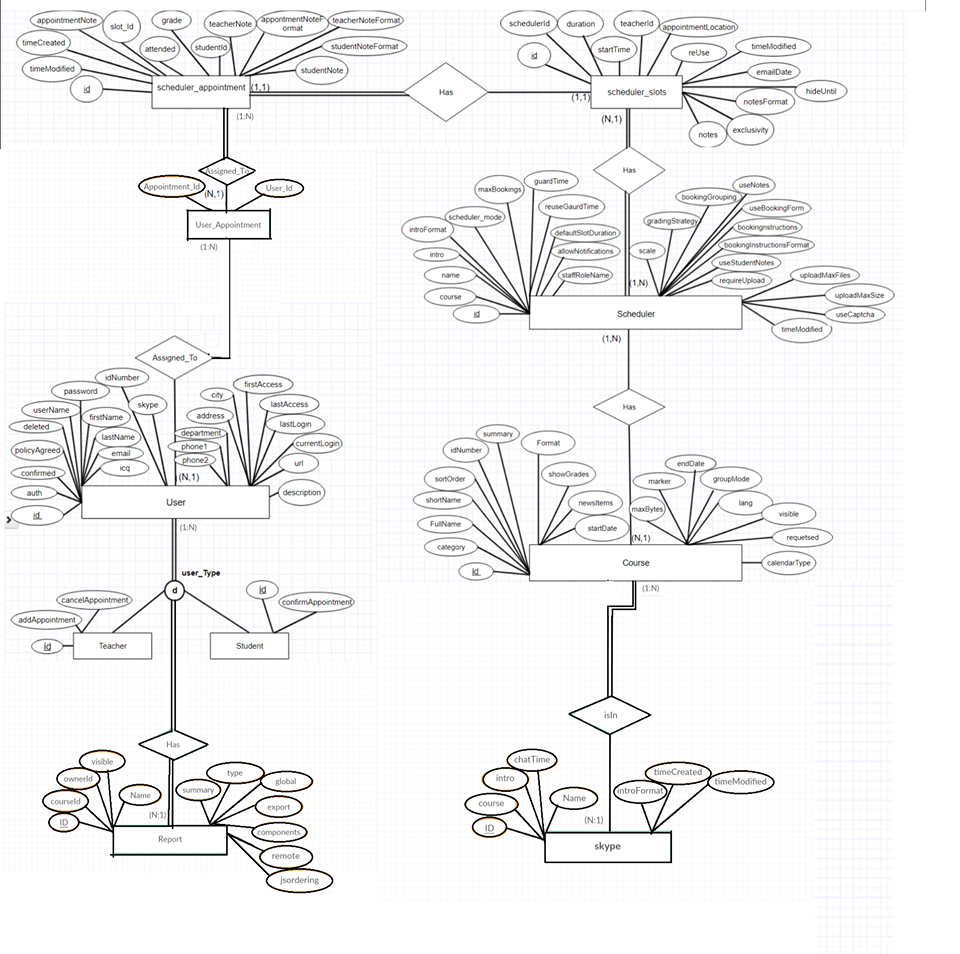 appointmentNote
slot_Id
grade
teacherNote
appontmentNoteF
ormat
teacherNoteFormat
timeCreated
attended
studentId
studentNoteFormat
timeModified
studentNote
id
scheduler_appointment
(1,1)
(1:N)
Has
schedulerId
duration
teacherId
appointmentLocation
id
startTime
reUse
timeModified
emailDate
hideUntil
(1,1)
scheduler_slots
notesFormat
(N,1)
notes
exclusivity
Assigned_To
Appointment_Id
(N,1)
User_Id
User_Appointment
(1:N)
Has
maxBookings
guardTime
useNotes
bookingGrouping
scheduler_mode
reuseGaurdTime
useBookingForm
gradingStrategy
introFormat
defaultSlotDuration
bookingnstructions
intro
allowNotifications
scale
bookingInstructionsFormat
name
staffRoleName
useStudentNotes
requireUpload
uploadMaxFiles
course
(1,N)
uploadMaxSize
id
Scheduler
useCaptcha
timeModified
(1,N)
Assigned_To
idNumber
password
skype
city
firstAccess
userName
firstName
address
lastAccess
deleted
lastName
department
lastLogin
policyAgreed
email
phone1
currentLogin
confirmed
icq
phone2
url
auth
(N,1)
description
id
User
(1:N)
Has
summary
Format
idNumber
endDate
sortOrder
showGrades
marker
groupMode
shortName
newsItems
maxBytes
lang
visible
FullName
startDate
(N,1)
requetsed
category
id
Course
calendarType
(1:N)
user_Type
d
cancelAppointment
id
confirmAppointment
addAppointment
id
Teacher
Student
isIn
Has
visible
type
ownerId
summary
global
courseId
Name
export
ID
(N:1)
components
Report
remote
jsordering
chatTime
timeCreated
intro
introFormat
timeModified
course
Name
ID
(N:1)
skype